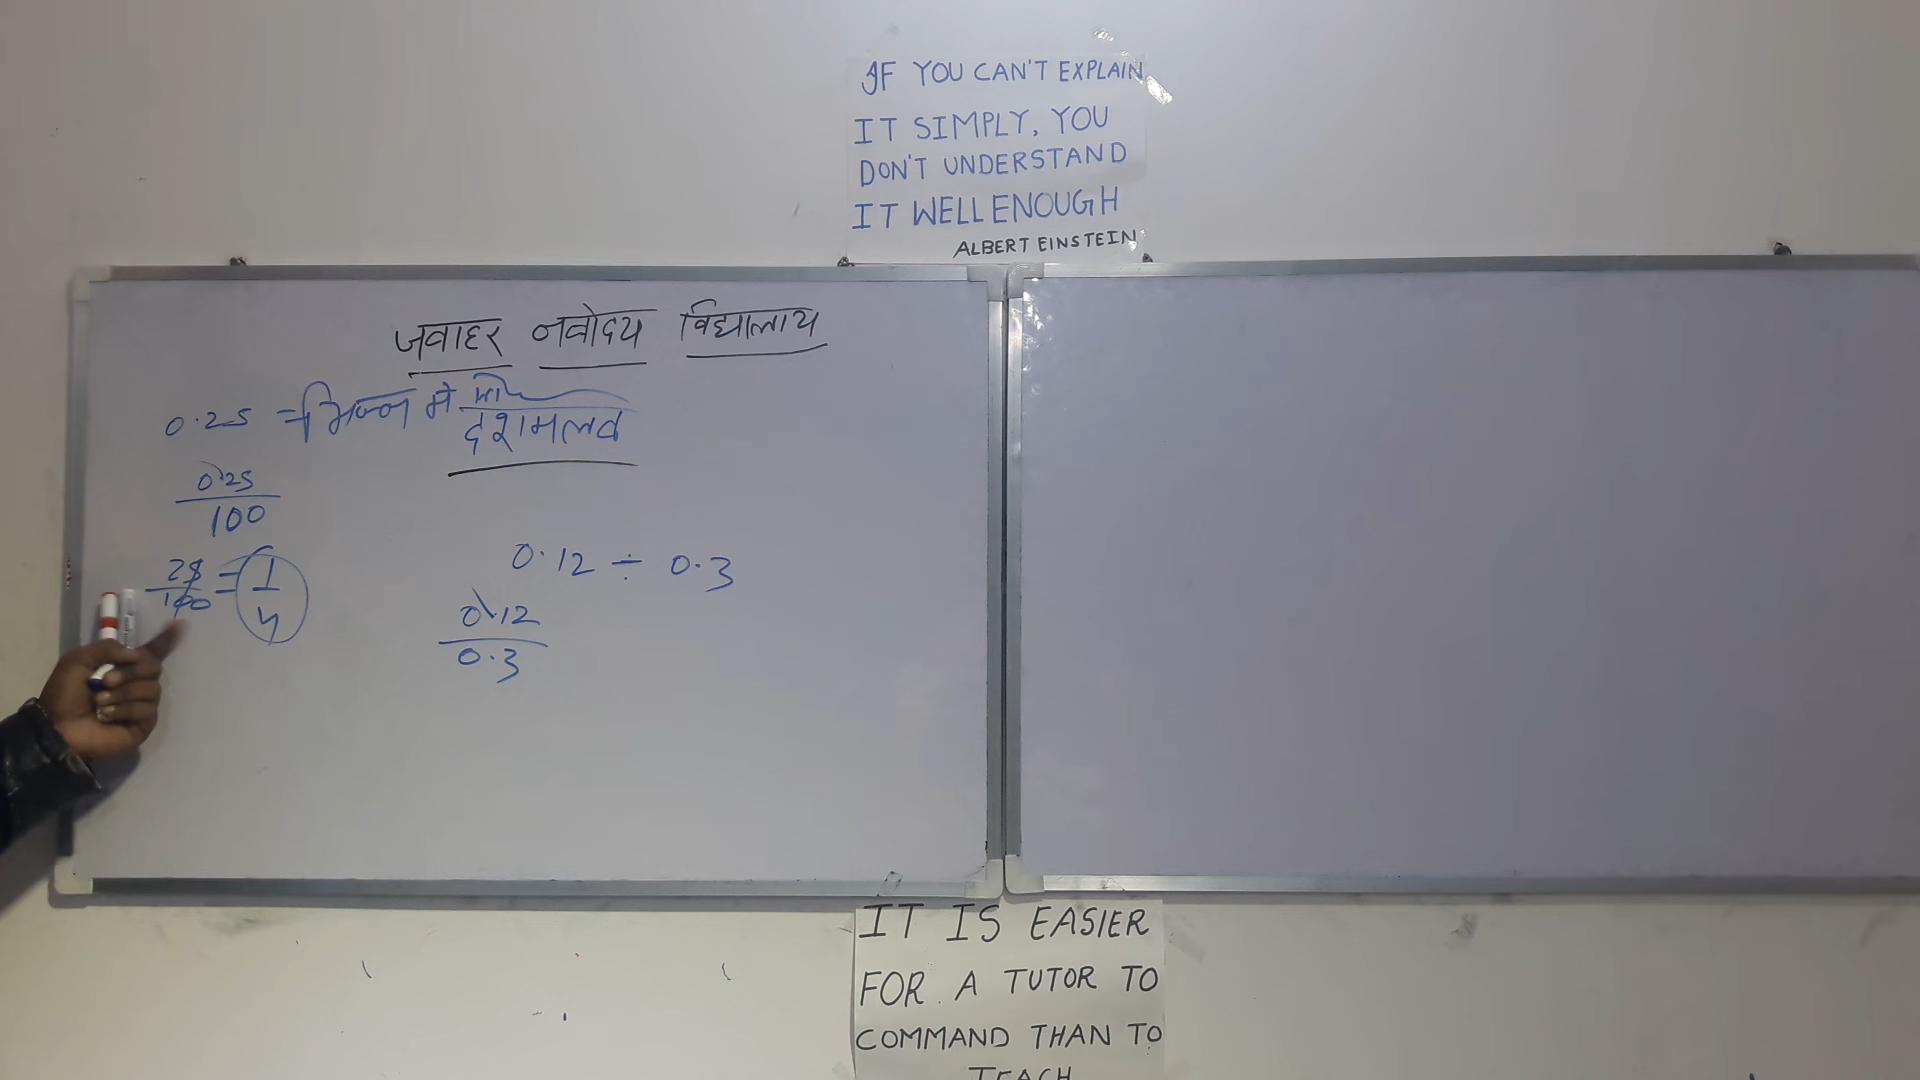 IF YOU CAN'T EXPLAIN
IT SIMPLY, YOU
DON'T UNDERSTAND
IT WELL ENOUGH
ALBERT EINSTEIN
जवाहर नवोदय विद्यालाय
0.25 = भिन्न मे
दशमलव
0.25
100
25
100
= 1
4
0.12 ÷ 0.3
0.12
0.3
IT IS EASIER
FOR A TUTOR TO
COMMAND THAN TO
TEACH